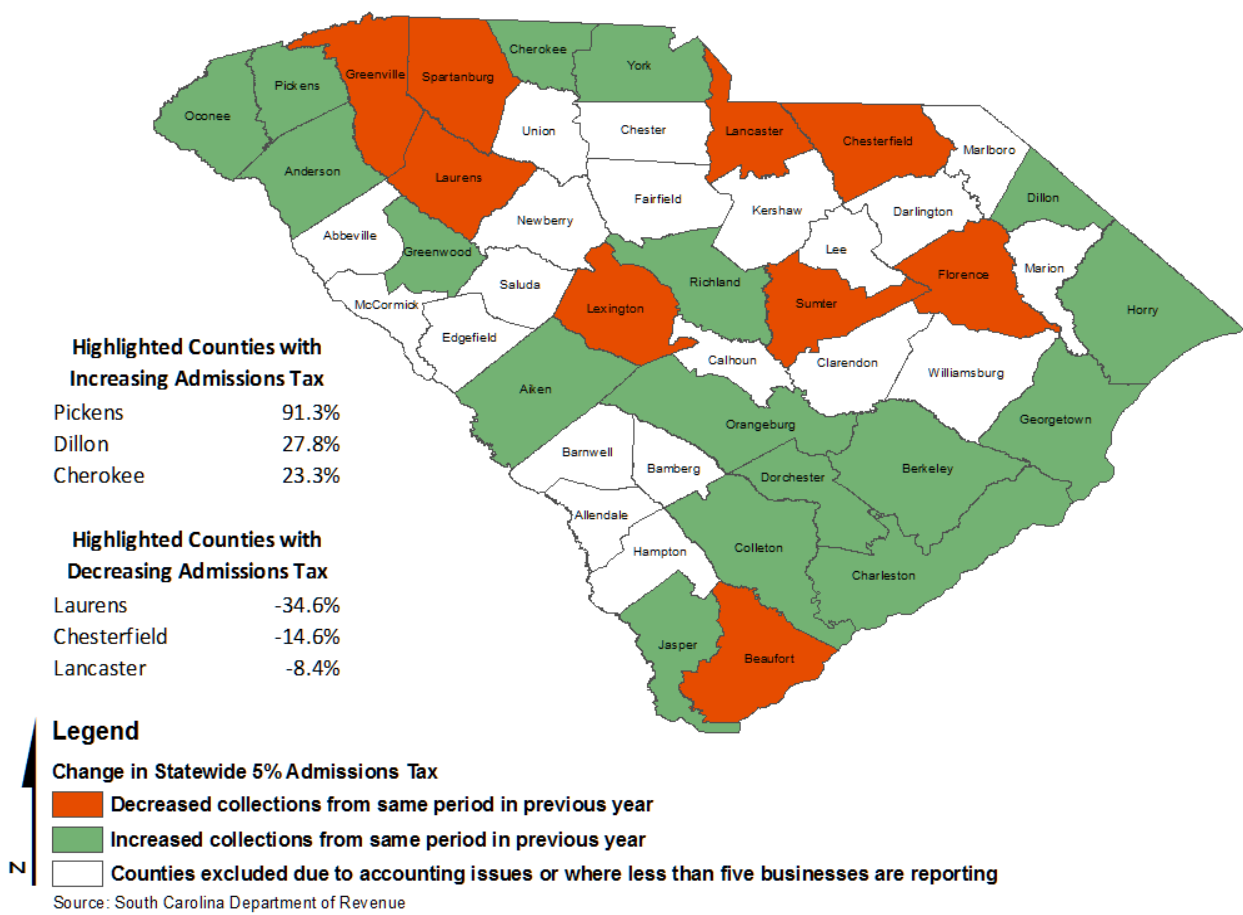 Cherokee
York
Greenville
Spartanburg
Pickens
Oconee
Union
Chester
Lancaster
Chesterfield
Marlboro
Anderson
Laurens
Fairfield
Kershaw
Darlington
Dillon
Newberry
Abbeville
Greenwood
Lee
Saluda
Richland
Florence
Marion
McCormick
Lexington
Sumter
Horry
Edgefield
Calhoun
Clarendon
Williamsburg
Aiken
Georgetown
Orangeburg
Barnwell
Bamberg
Berkeley
Dorchester
Allendale
Hampton
Colleton
Charleston
Jasper
Beaufort
Highlighted Counties with
Increasing Admissions Tax
Pickens 91.3%
Dillon 27.8%
Cherokee 23.3%
Highlighted Counties with
Decreasing Admissions Tax
Laurens -34.6%
Chesterfield -14.6%
Lancaster -8.4%
Legend
Change in Statewide 5% Admissions Tax
Decreased collections from same period in previous year
Increased collections from same period in previous year
Counties excluded due to accounting issues or where less than five businesses are reporting
N
Source: South Carolina Department of Revenue